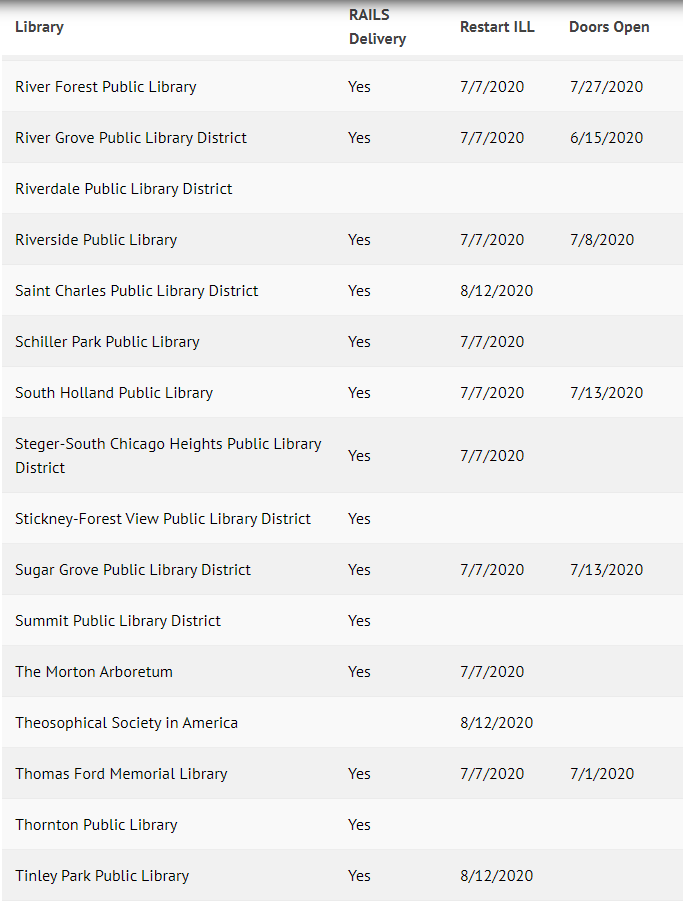 Library RAILS Delivery Restart ILL Doors Open
River Forest Public Library Yes 7/7/2020 7/27/2020
River Grove Public Library District Yes 7/7/2020 6/15/2020
Riverdale Public Library District
Riverside Public Library Yes 7/7/2020 7/8/2020
Saint Charles Public Library District Yes 8/12/2020
Schiller Park Public Library Yes 7/7/2020
South Holland Public Library Yes 7/7/2020 7/13/2020
Steger-South Chicago Heights Public Library
District Yes 7/7/2020
Stickney-Forest View Public Library District Yes
Sugar Grove Public Library District Yes 7/7/2020 7/13/2020
Summit Public Library District Yes
The Morton Arboretum Yes 7/7/2020
Theosophical Society in America 8/12/2020
Thomas Ford Memorial Library Yes 7/7/2020 7/1/2020
Thornton Public Library Yes
Tinley Park Public Library Yes 8/12/2020